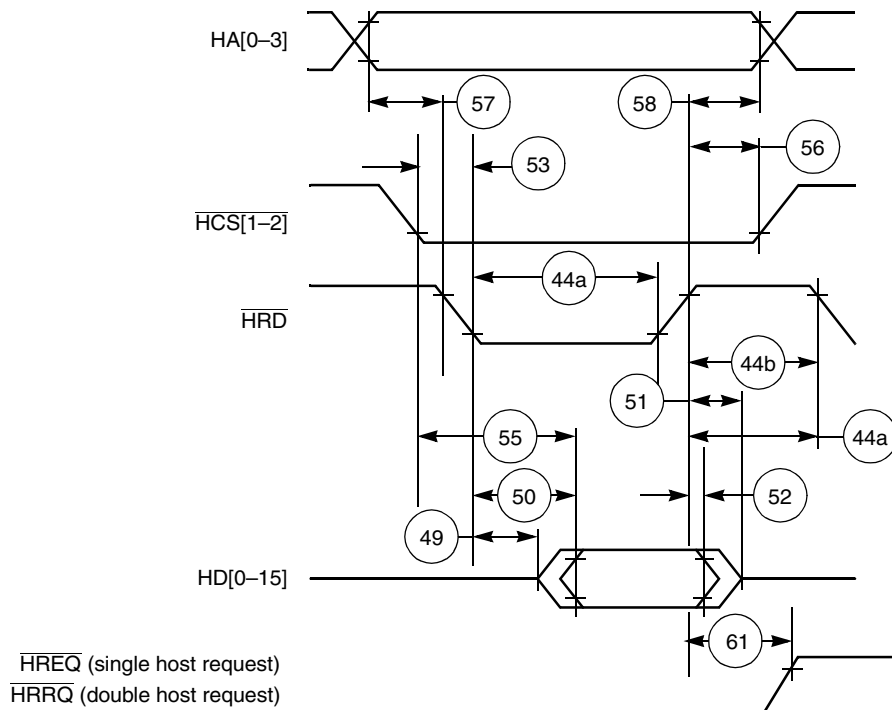 HA[0–3]
57
58
53
56
HCS[1–2]
44a
HRD
44b
51
55
44a
50
52
49
HD[0–15]
61
HREQ (single host request)
HRRQ (double host request)